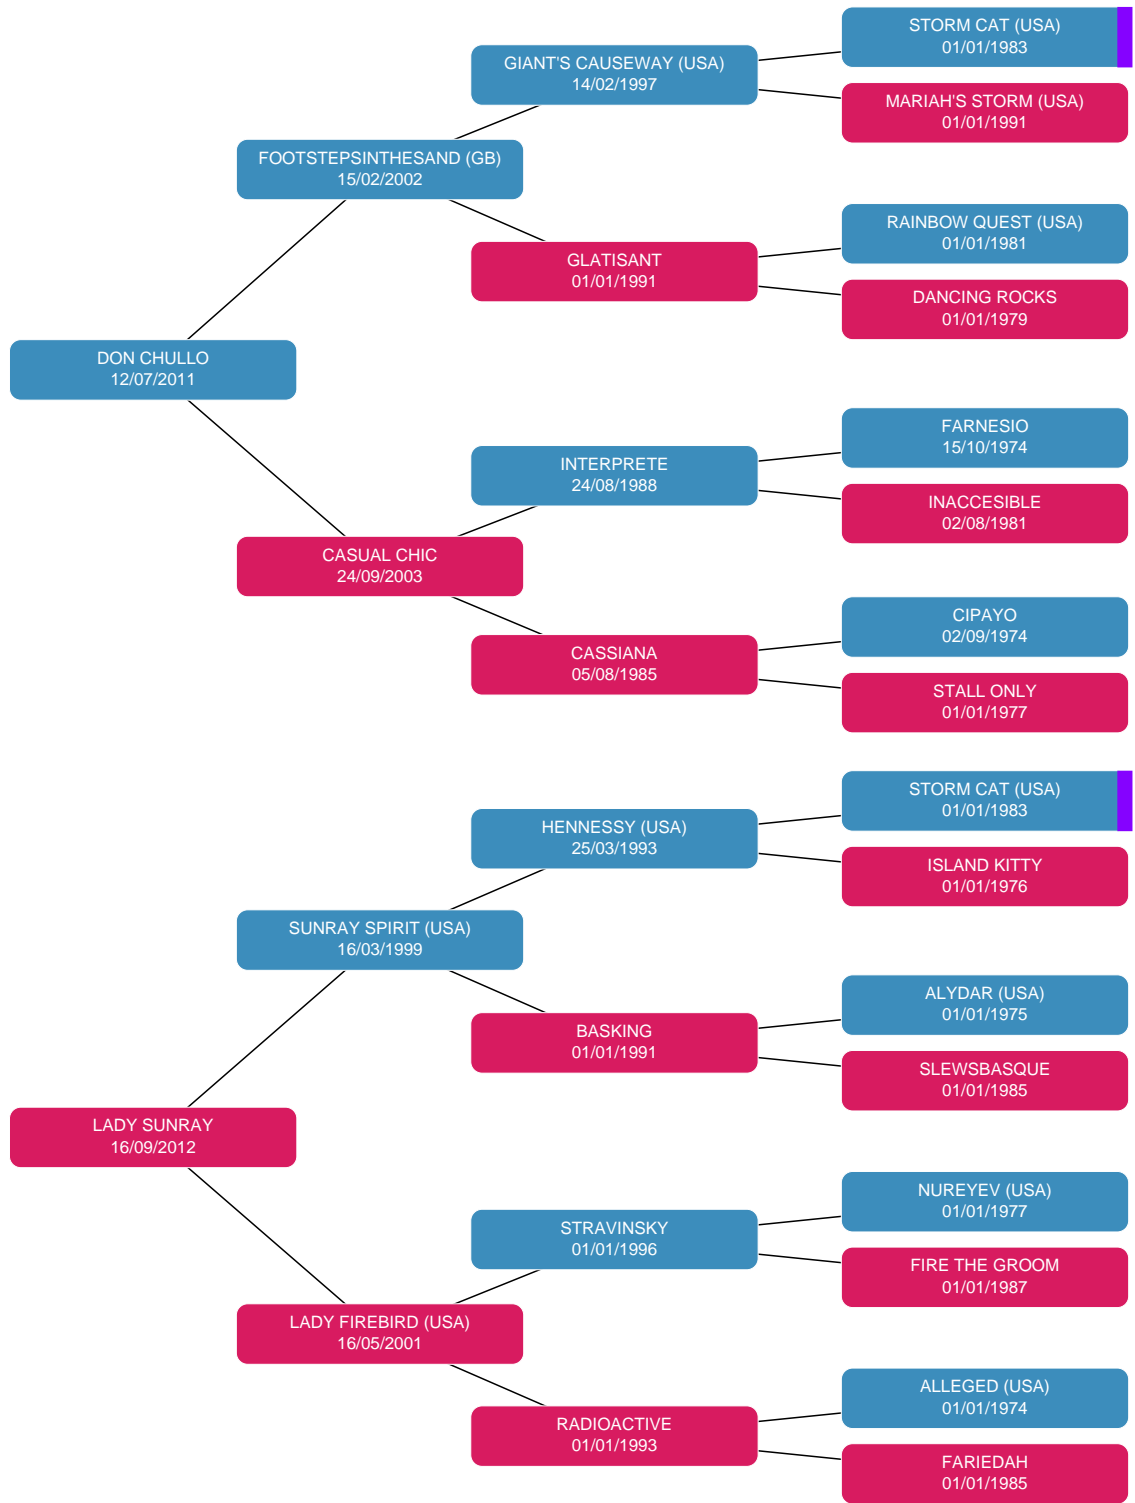 STORM CAT (USA)
01/01/1983
GIANT'S CAUSEWAY (USA)
14/02/1997
MARIAH'S STORM (USA)
01/01/1991
FOOTSTEPSINTHESAND (GB)
15/02/2002
RAINBOW QUEST (USA)
01/01/1981
GLATISANT
01/01/1991
DANCING ROCKS
01/01/1979
DON CHULLO
12/07/2011
FARNESIO
15/10/1974
INTERPRETE
24/08/1988
INACCESIBLE
02/08/1981
CASUAL CHIC
24/09/2003
CIPAYO
02/09/1974
CASSIANA
05/08/1985
STALL ONLY
01/01/1977
STORM CAT (USA)
01/01/1983
HENNESSY (USA)
25/03/1993
ISLAND KITTY
01/01/1976
SUNRAY SPIRIT (USA)
16/03/1999
ALYDAR (USA)
01/01/1975
BASKING
01/01/1991
SLEWSBASQUE
01/01/1985
LADY SUNRAY
16/09/2012
NUREYEV (USA)
01/01/1977
STRAVINSKY
01/01/1996
FIRE THE GROOM
01/01/1987
LADY FIREBIRD (USA)
16/05/2001
ALLEGED (USA)
01/01/1974
RADIOACTIVE
01/01/1993
FARIEDAH
01/01/1985